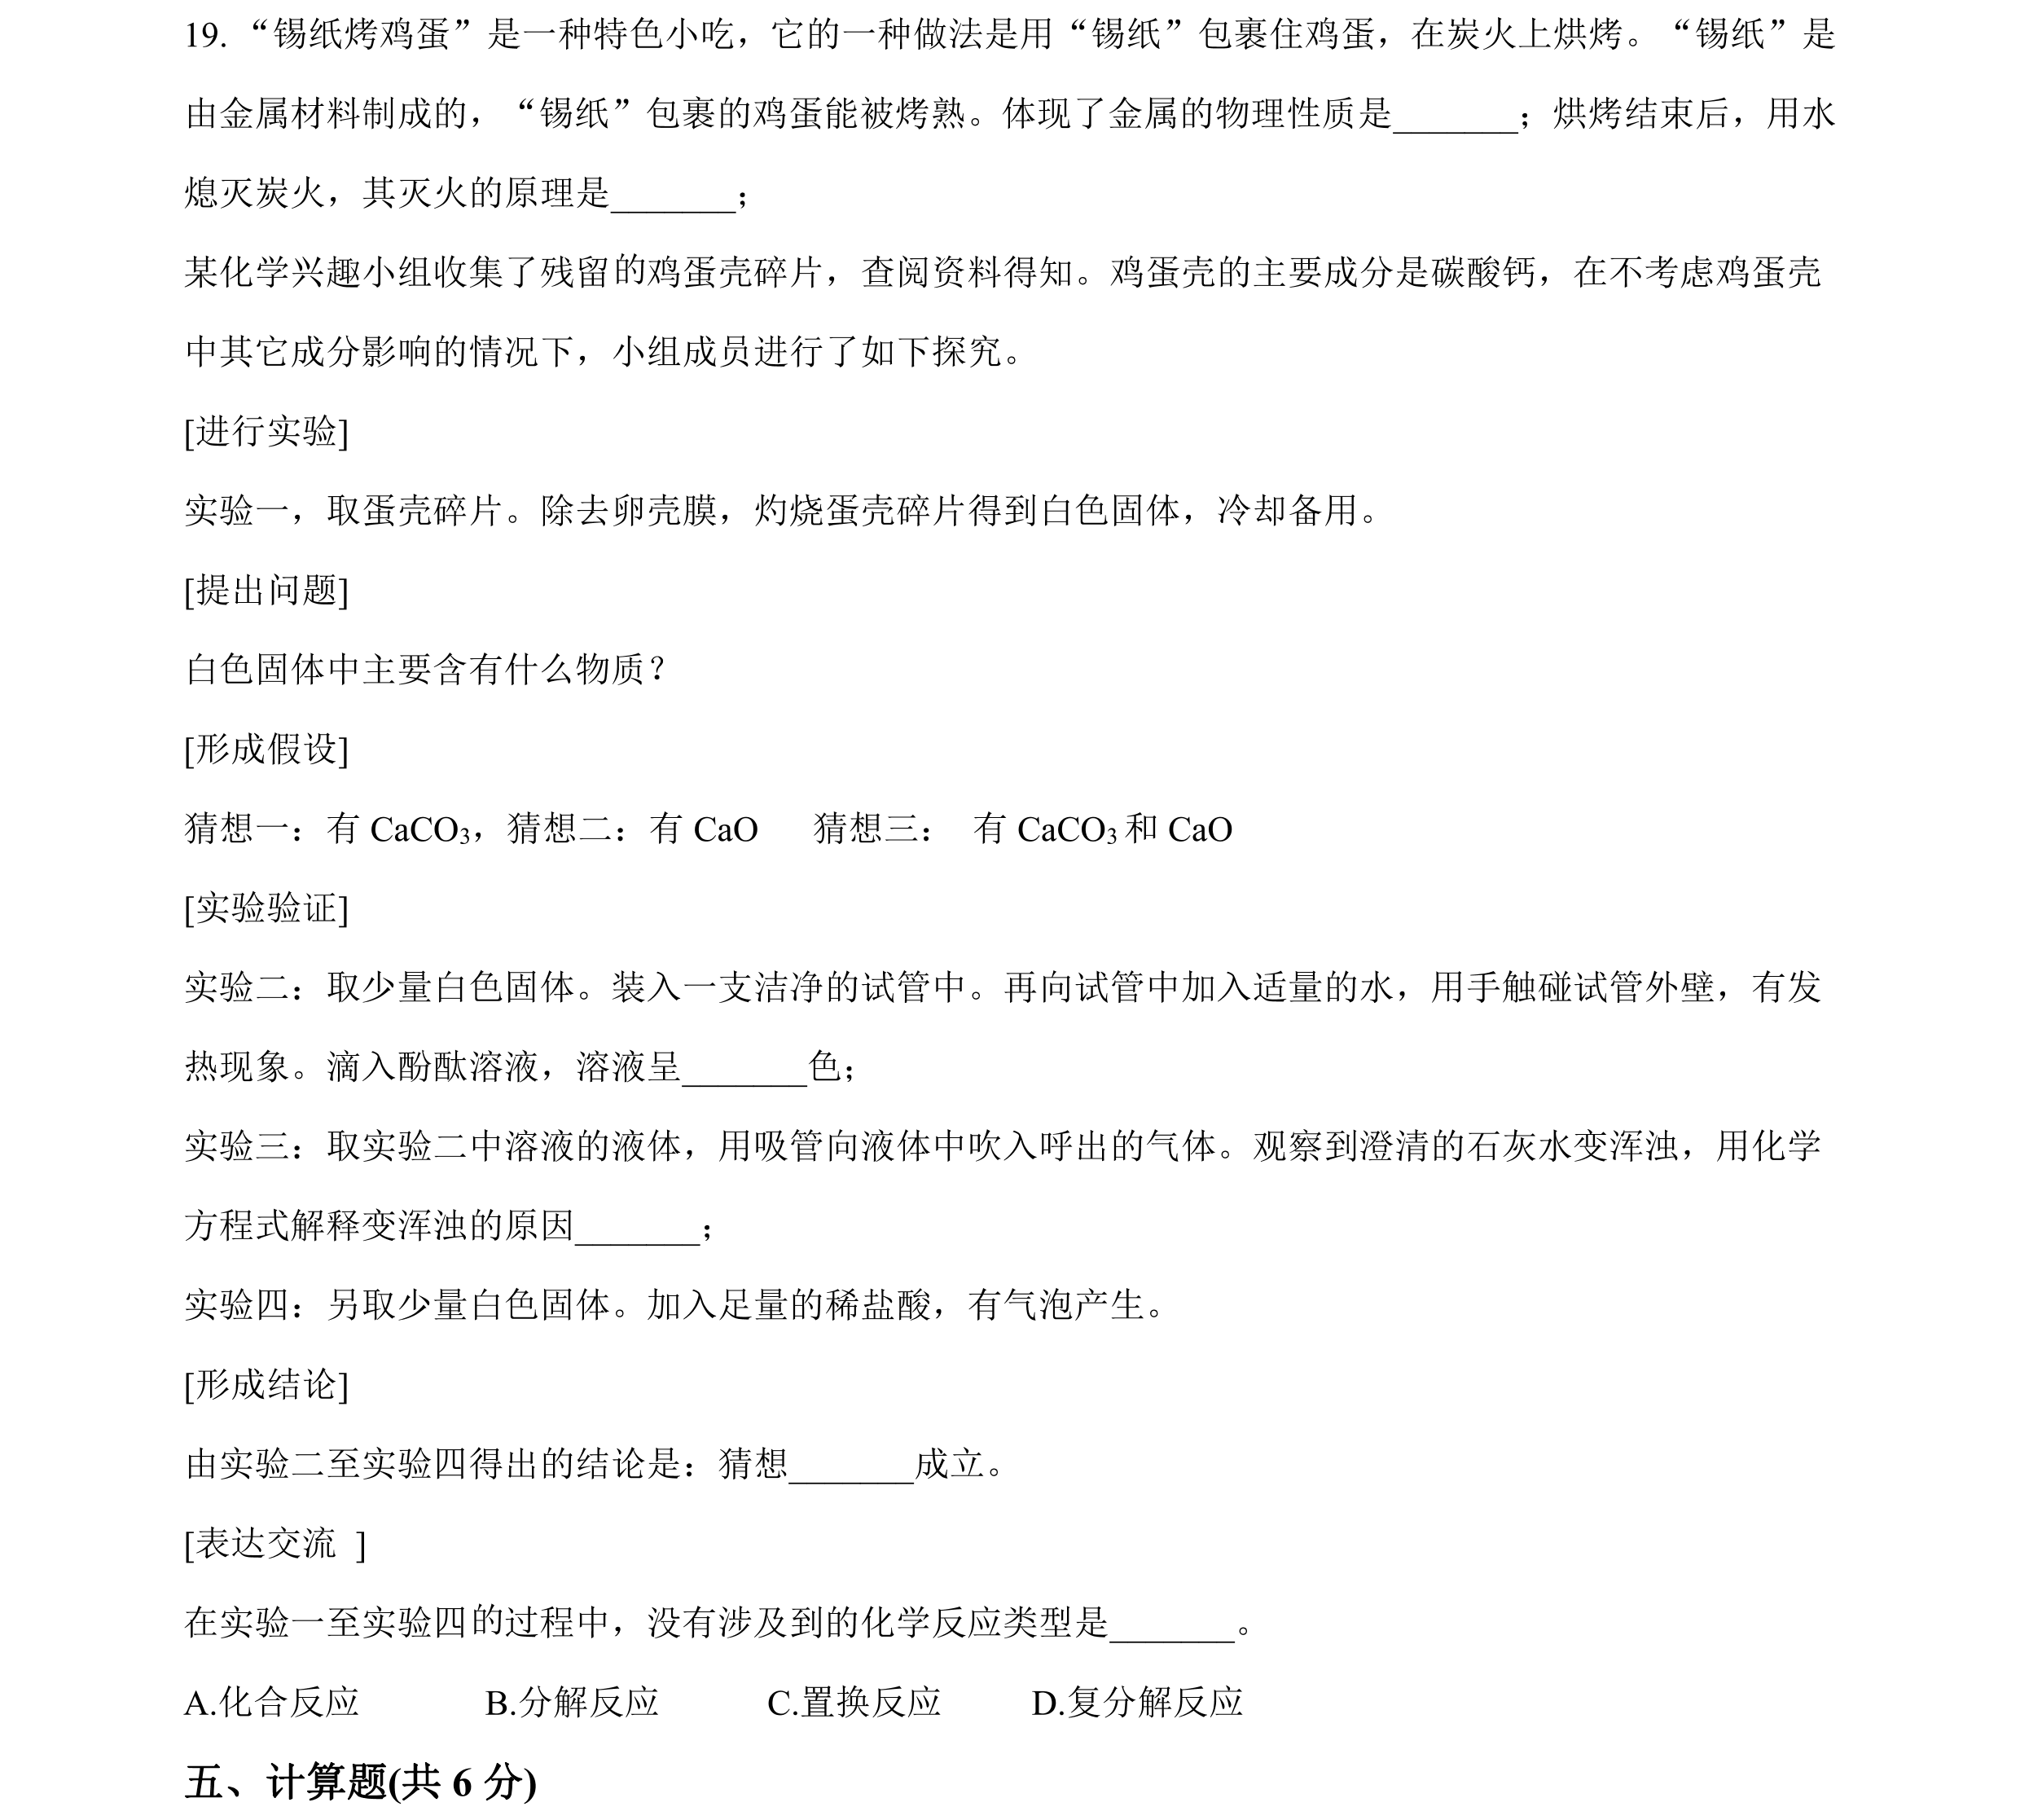 19. “锡纸烤鸡蛋”是一种特色小吃，它的一种做法是用“锡纸”包裹住鸡蛋，在炭火上烘烤。“锡纸”是
由金属材料制成的，“锡纸”包裹的鸡蛋能被烤熟。体现了金属的物理性质是_______；烘烤结束后，用水
熄灭炭火，其灭火的原理是_______；
某化学兴趣小组收集了残留的鸡蛋壳碎片，查阅资料得知。鸡蛋壳的主要成分是碳酸钙，在不考虑鸡蛋壳
中其它成分影响的情况下，小组成员进行了如下探究。
[进行实验]
实验一，取蛋壳碎片。除去卵壳膜，灼烧蛋壳碎片得到白色固体，冷却备用。
[提出问题]
白色固体中主要含有什么物质？
[形成假设]
猜想一：有 CaCO₃，猜想二：有 CaO 猜想三： 有 CaCO₃ 和 CaO
[实验验证]
实验二：取少量白色固体。装入一支洁净的试管中。再向试管中加入适量的水，用手触碰试管外壁，有发
热现象。滴入酚酞溶液，溶液呈_______色；
实验三：取实验二中溶液的液体，用吸管向液体中吹入呼出的气体。观察到澄清的石灰水变浑浊，用化学
方程式解释变浑浊的原因_______；
实验四：另取少量白色固体。加入足量的稀盐酸，有气泡产生。
[形成结论]
由实验二至实验四得出的结论是：猜想_______成立。
[表达交流 ]
在实验一至实验四的过程中，没有涉及到的化学反应类型是_______。
A.化合反应 B.分解反应 C.置换反应 D.复分解反应
五、计算题(共 6 分)